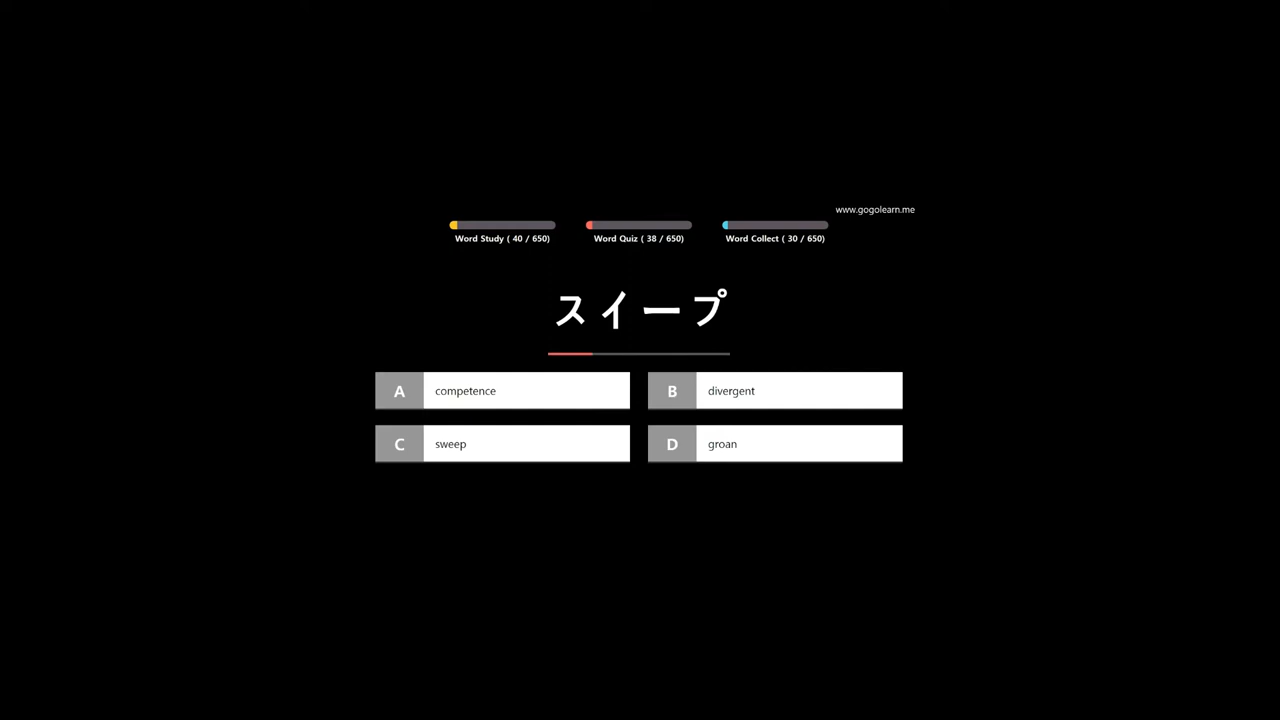 www.gogolearn.me
Word Study ( 40 / 650)
Word Quiz ( 38 / 650)
Word Collect ( 30 / 650)
スイープ
A competence
B divergent
C sweep
D groan